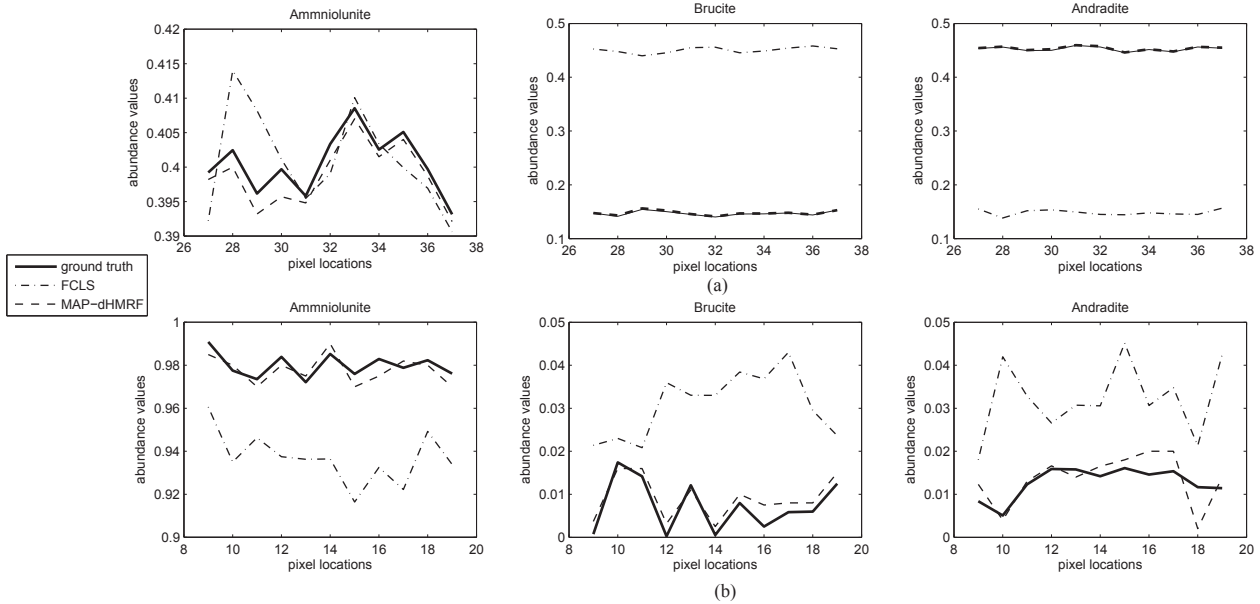 Ammniolunite
abundance values
0.42
0.415
0.41
0.405
0.4
0.395
0.39
26 28 30 32 34 36 38
pixel locations
Brucite
abundance values
0.5
0.4
0.3
0.2
0.1
26 28 30 32 34 36 38
pixel locations
Andradite
abundance values
0.5
0.4
0.3
0.2
0.1
26 28 30 32 34 36 38
pixel locations
(a)
ground truth
FCLS
MAP−dHMRF
Ammniolunite
abundance values
1
0.98
0.96
0.94
0.92
0.9
8 10 12 14 16 18 20
pixel locations
Brucite
abundance values
0.05
0.04
0.03
0.02
0.01
0
8 10 12 14 16 18 20
pixel locations
Andradite
abundance values
0.05
0.04
0.03
0.02
0.01
0
8 10 12 14 16 18 20
pixel locations
(b)